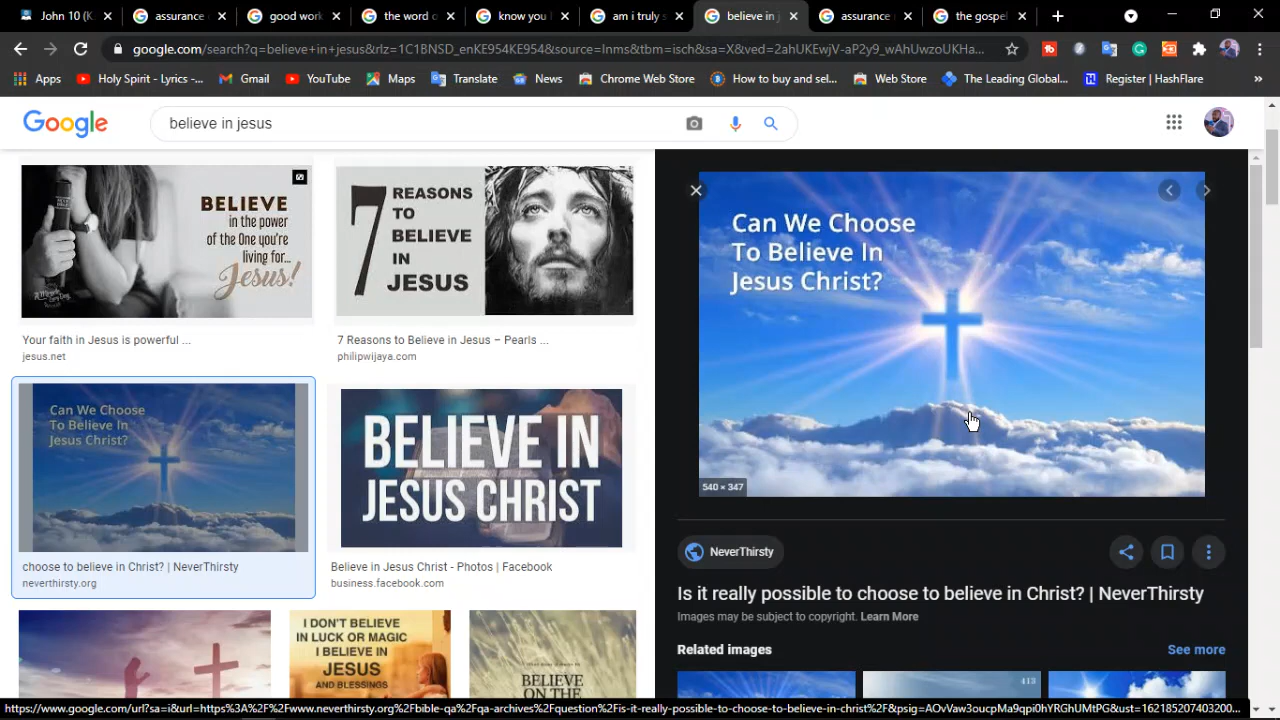 John 10 (K
assurance
good work
the word o
know you
am i truly s
believe in j
assurance
the gospel
google.com/search?q=believe+in+jesus&rlz=1C1BNSD_enKE954KE954&source=lnms&tbm=isch&sa=X&ved=2ahUKEwjV-aP2y9_wAhUwzoUKHa...
Apps
Holy Spirit - Lyrics -...
Gmail
YouTube
Maps
Translate
News
Chrome Web Store
How to buy and sel...
Web Store
The Leading Global...
Register | HashFlare
»
Google
believe in jesus
BELIEVE
in the power
of the One you're
living for...
Jesus!
7 REASONS
TO
BELIEVE
IN
JESUS
Your faith in Jesus is powerful ...
jesus.net
7 Reasons to Believe in Jesus – Pearls ...
philipwijaya.com
Can We Choose
To Believe In
Jesus Christ?
choose to believe in Christ? | NeverThirsty
neverthirsty.org
BELIEVE IN
JESUS CHRIST
Believe in Jesus Christ - Photos | Facebook
business.facebook.com
I DON'T BELIEVE
IN LUCK OR MAGIC
I BELIEVE IN
JESUS
AND BLESSINGS
BELIEVE
ON THE
Can We Choose
To Believe In
Jesus Christ?
540 × 347
NeverThirsty
Is it really possible to choose to believe in Christ? | NeverThirsty
Images may be subject to copyright. Learn More
Related images
See more
413
https://www.google.com/url?sa=i&url=https%3A%2F%2Fwww.neverthirsty.org%2Fbible-qa%2Fqa-archives%2Fquestion%2Fis-it-really-possible-to-choose-to-believe-in-christ%2F&psig=AOvVaw3oucpMa9qpi0hYRGhUMtPG&ust=1621852074032000...